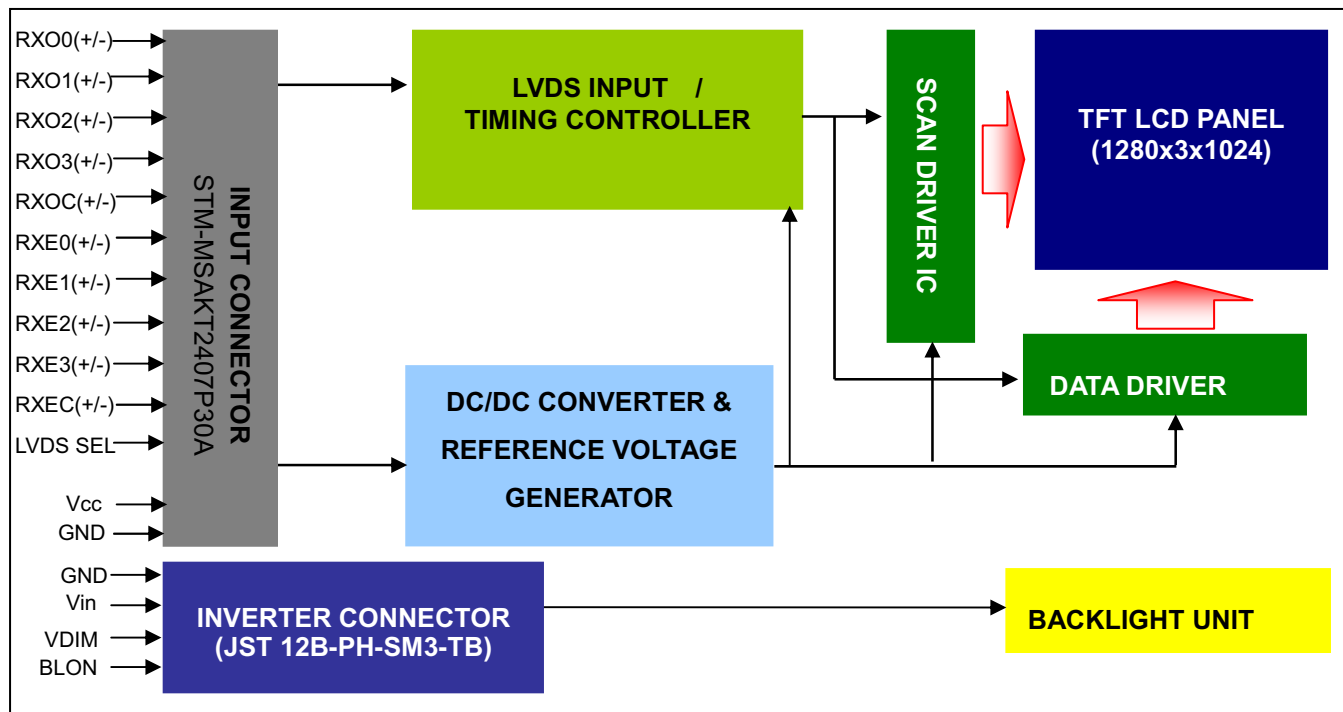 RXO0(+/-)
RXO1(+/-)
RXO2(+/-)
RXO3(+/-)
RXOC(+/-)
RXE0(+/-)
RXE1(+/-)
RXE2(+/-)
RXE3(+/-)
RXEC(+/-)
LVDS SEL
Vcc
GND
INPUT CONNECTOR
STM-MSAKT2407P30A
LVDS INPUT /
TIMING CONTROLLER
SCAN DRIVER IC
TFT LCD PANEL
(1280x3x1024)
DC/DC CONVERTER &
REFERENCE VOLTAGE
GENERATOR
DATA DRIVER
GND
Vin
VDIM
BLON
INVERTER CONNECTOR
(JST 12B-PH-SM3-TB)
BACKLIGHT UNIT